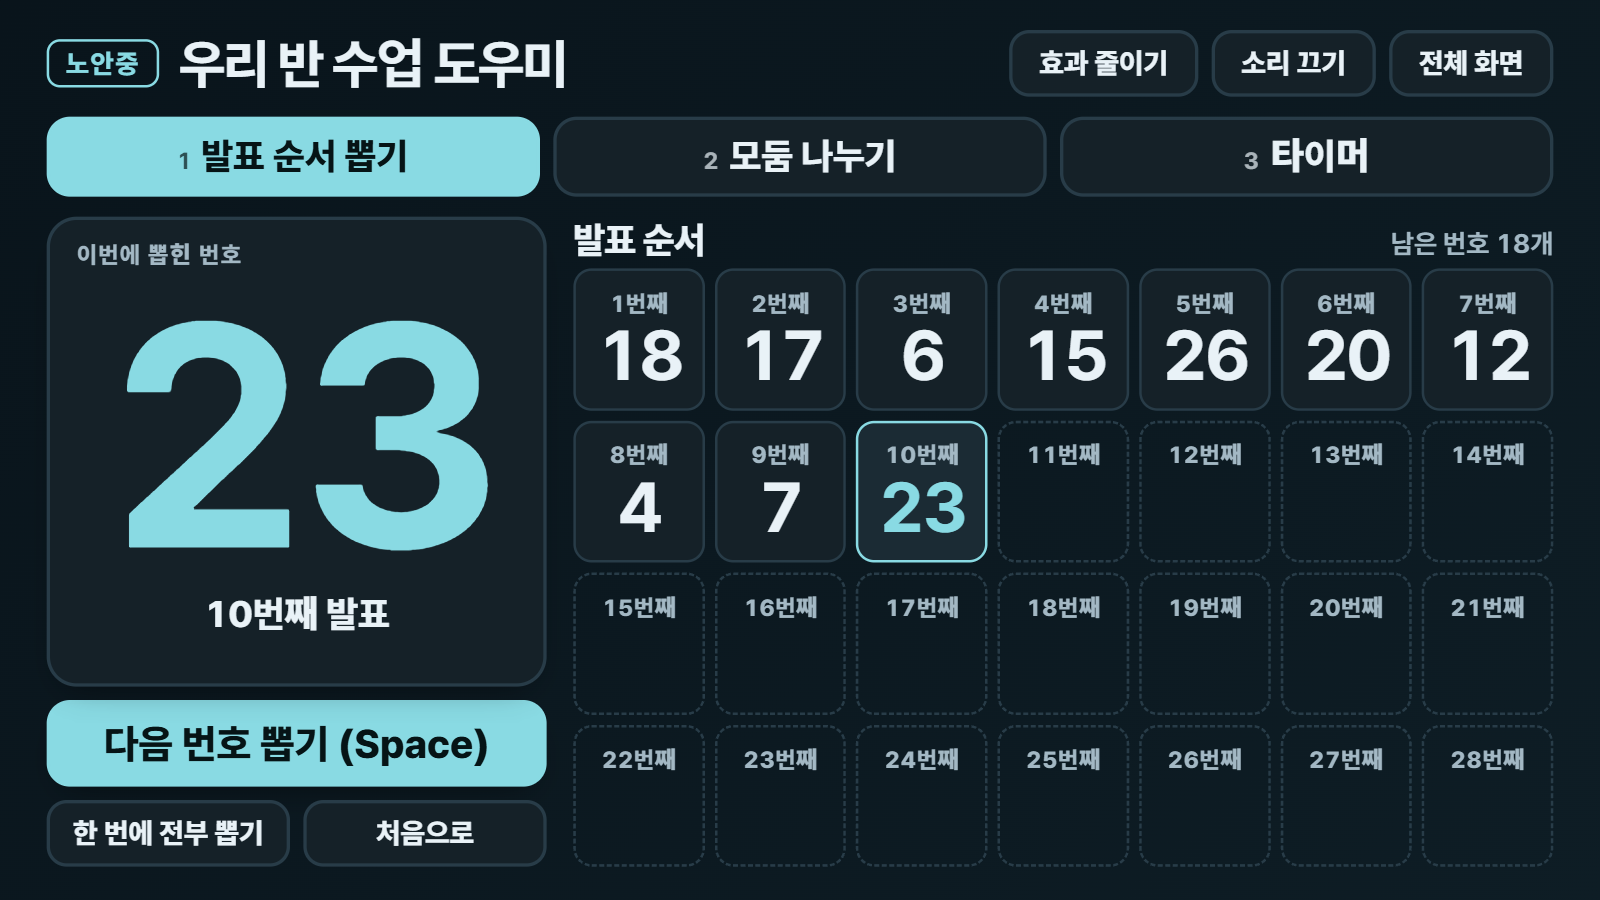 노안중 우리 반 수업 도우미
효과 줄이기 소리 끄기 전체 화면
1 발표 순서 뽑기 2 모둠 나누기 3 타이머
이번에 뽑힌 번호
23
10번째 발표
다음 번호 뽑기 (Space)
한 번에 전부 뽑기 처음으로
발표 순서 남은 번호 18개
1번째 2번째 3번째 4번째 5번째 6번째 7번째
18 17 6 15 26 20 12
8번째 9번째 10번째 11번째 12번째 13번째 14번째
4 7 23
15번째 16번째 17번째 18번째 19번째 20번째 21번째
22번째 23번째 24번째 25번째 26번째 27번째 28번째